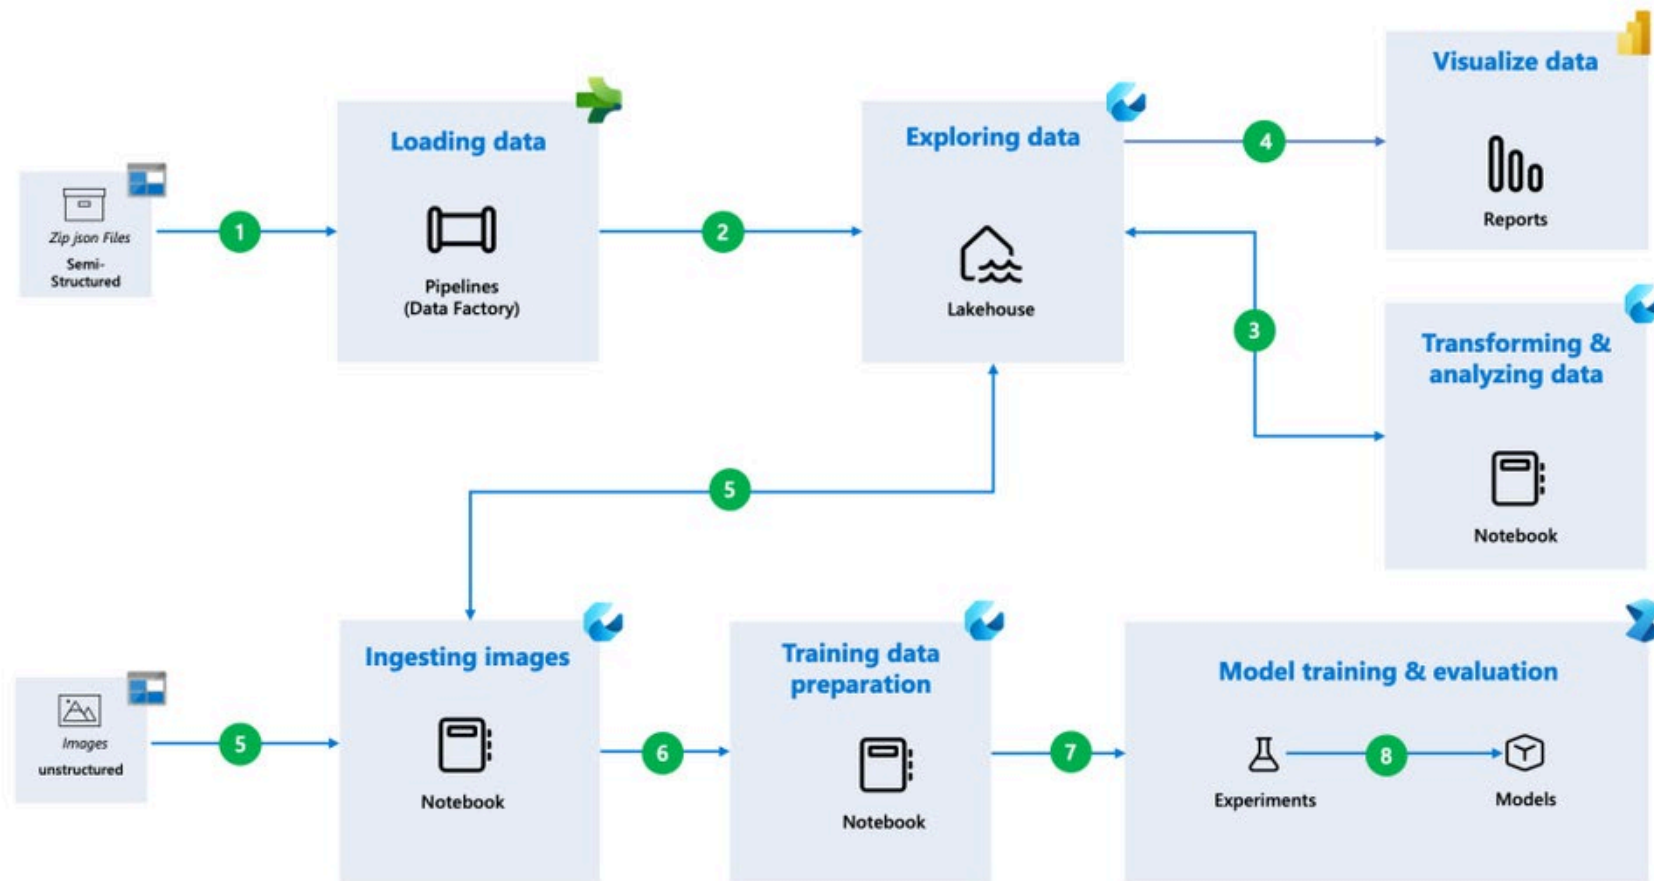 Zip json Files
Semi-
Structured
1
Loading data
Pipelines
(Data Factory)
2
Exploring data
Lakehouse
4
Visualize data
Reports
3
Transforming &
analyzing data
Notebook
5
Images
unstructured
5
Ingesting images
Notebook
6
Training data
preparation
Notebook
7
Model training & evaluation
Experiments
8
Models